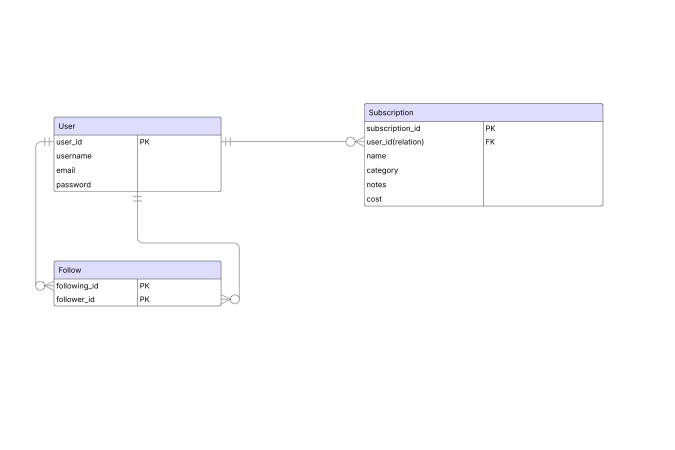 User
user_id PK
username
email
password
Subscription
subscription_id PK
user_id(relation) FK
name
category
notes
cost
Follow
following_id PK
follower_id PK